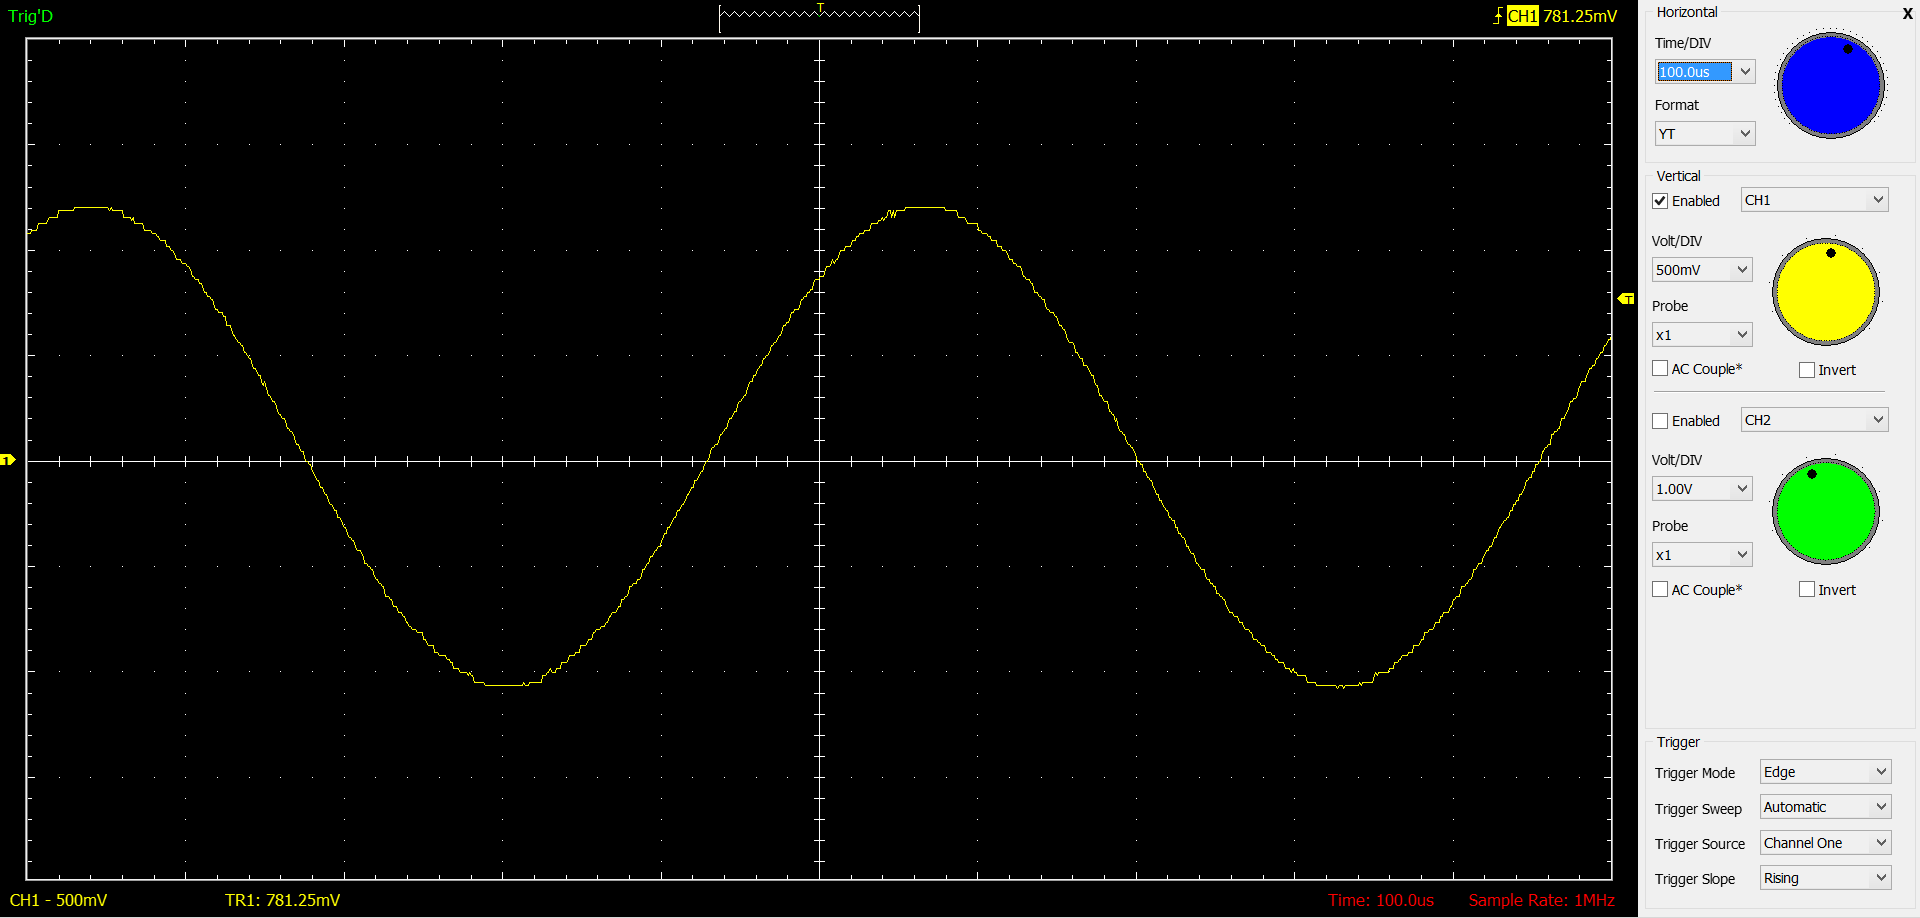 Trig'D
T
CH1 781.25mV
T
1
CH1 - 500mV
TR1: 781.25mV
Time: 100.0us
Sample Rate: 1MHz
Horizontal
X
Time/DIV
100.0us
Format
YT
Vertical
Enabled
CH1
Volt/DIV
500mV
Probe
x1
AC Couple*
Invert
Enabled
CH2
Volt/DIV
1.00V
Probe
x1
AC Couple*
Invert
Trigger
Trigger Mode
Edge
Trigger Sweep
Automatic
Trigger Source
Channel One
Trigger Slope
Rising